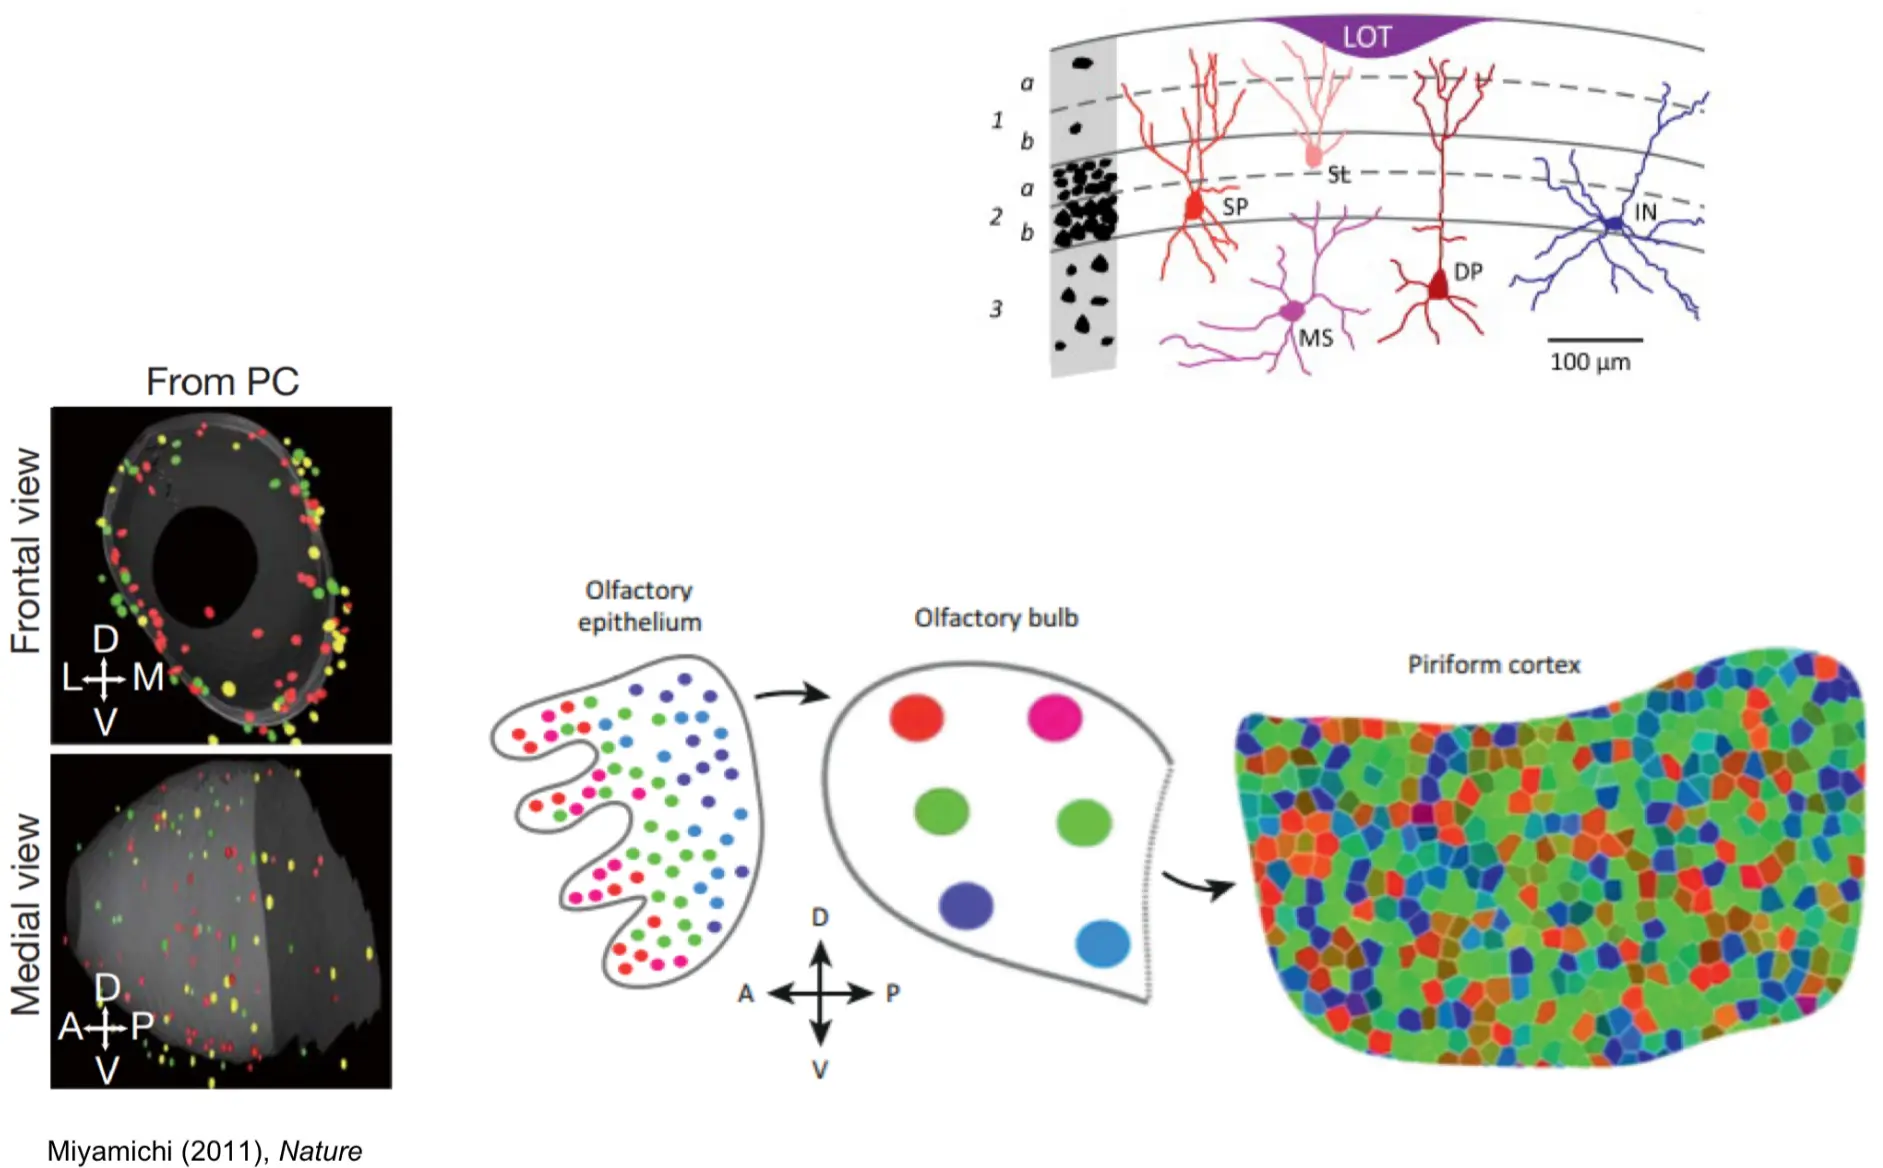 LOT
a
1
b
a
2
b
3
SP
St
MS
DP
IN
100 µm
From PC
Frontal view
D
L M
V
Medial view
D
A P
V
Olfactory
epithelium
Olfactory bulb
Piriform cortex
D
A P
V
Miyamichi (2011), Nature